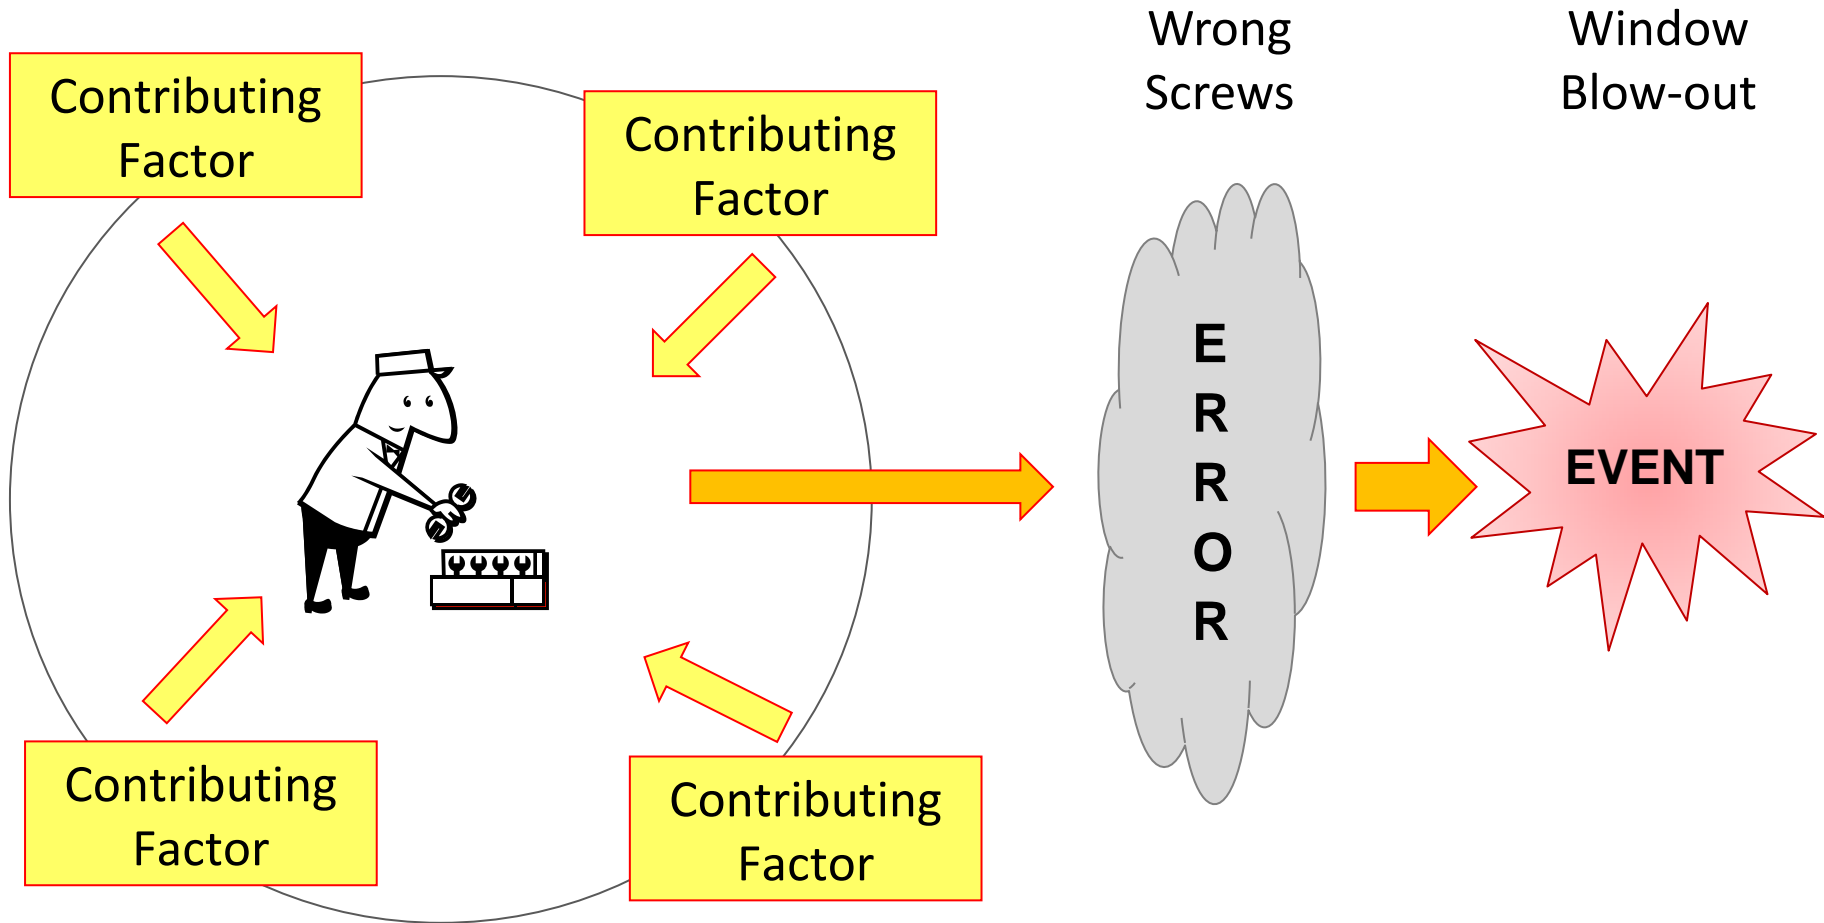 Contributing
Factor
Contributing
Factor
Wrong
Screws
Window
Blow-out
E
R
R
O
R
EVENT
Contributing
Factor
Contributing
Factor